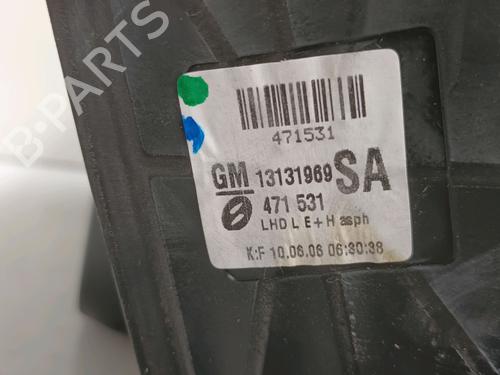 B-PARTS
471531
GM 13131969 SA
471 531
LHD L E+H asph
K:F 10.06.06 06:30:38